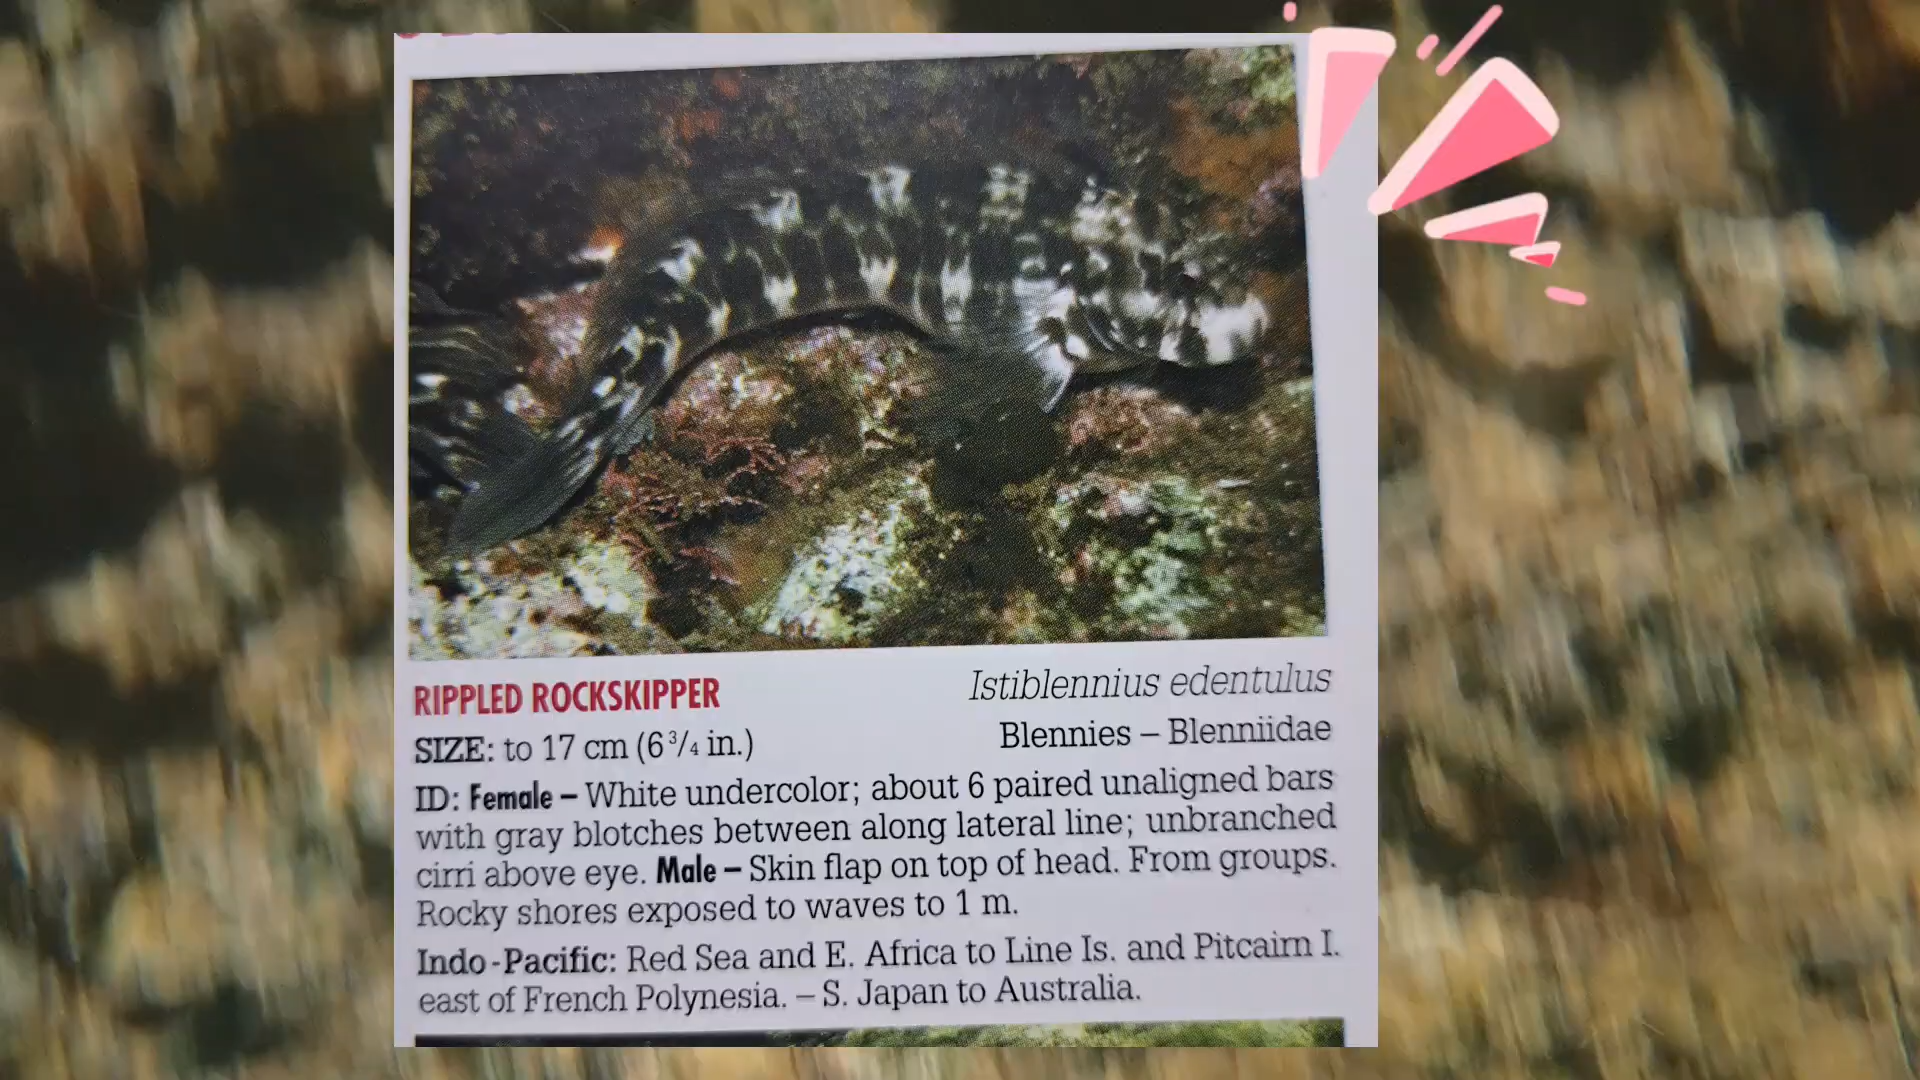 RIPPLED ROCKSKIPPER
Istiblennius edentulus
SIZE: to 17 cm (6 3/4 in.)
Blennies – Blenniidae
ID: Female – White undercolor; about 6 paired unaligned bars
with gray blotches between along lateral line; unbranched
cirri above eye. Male – Skin flap on top of head. From groups.
Rocky shores exposed to waves to 1 m.
Indo-Pacific: Red Sea and E. Africa to Line Is. and Pitcairn I.
east of French Polynesia. – S. Japan to Australia.